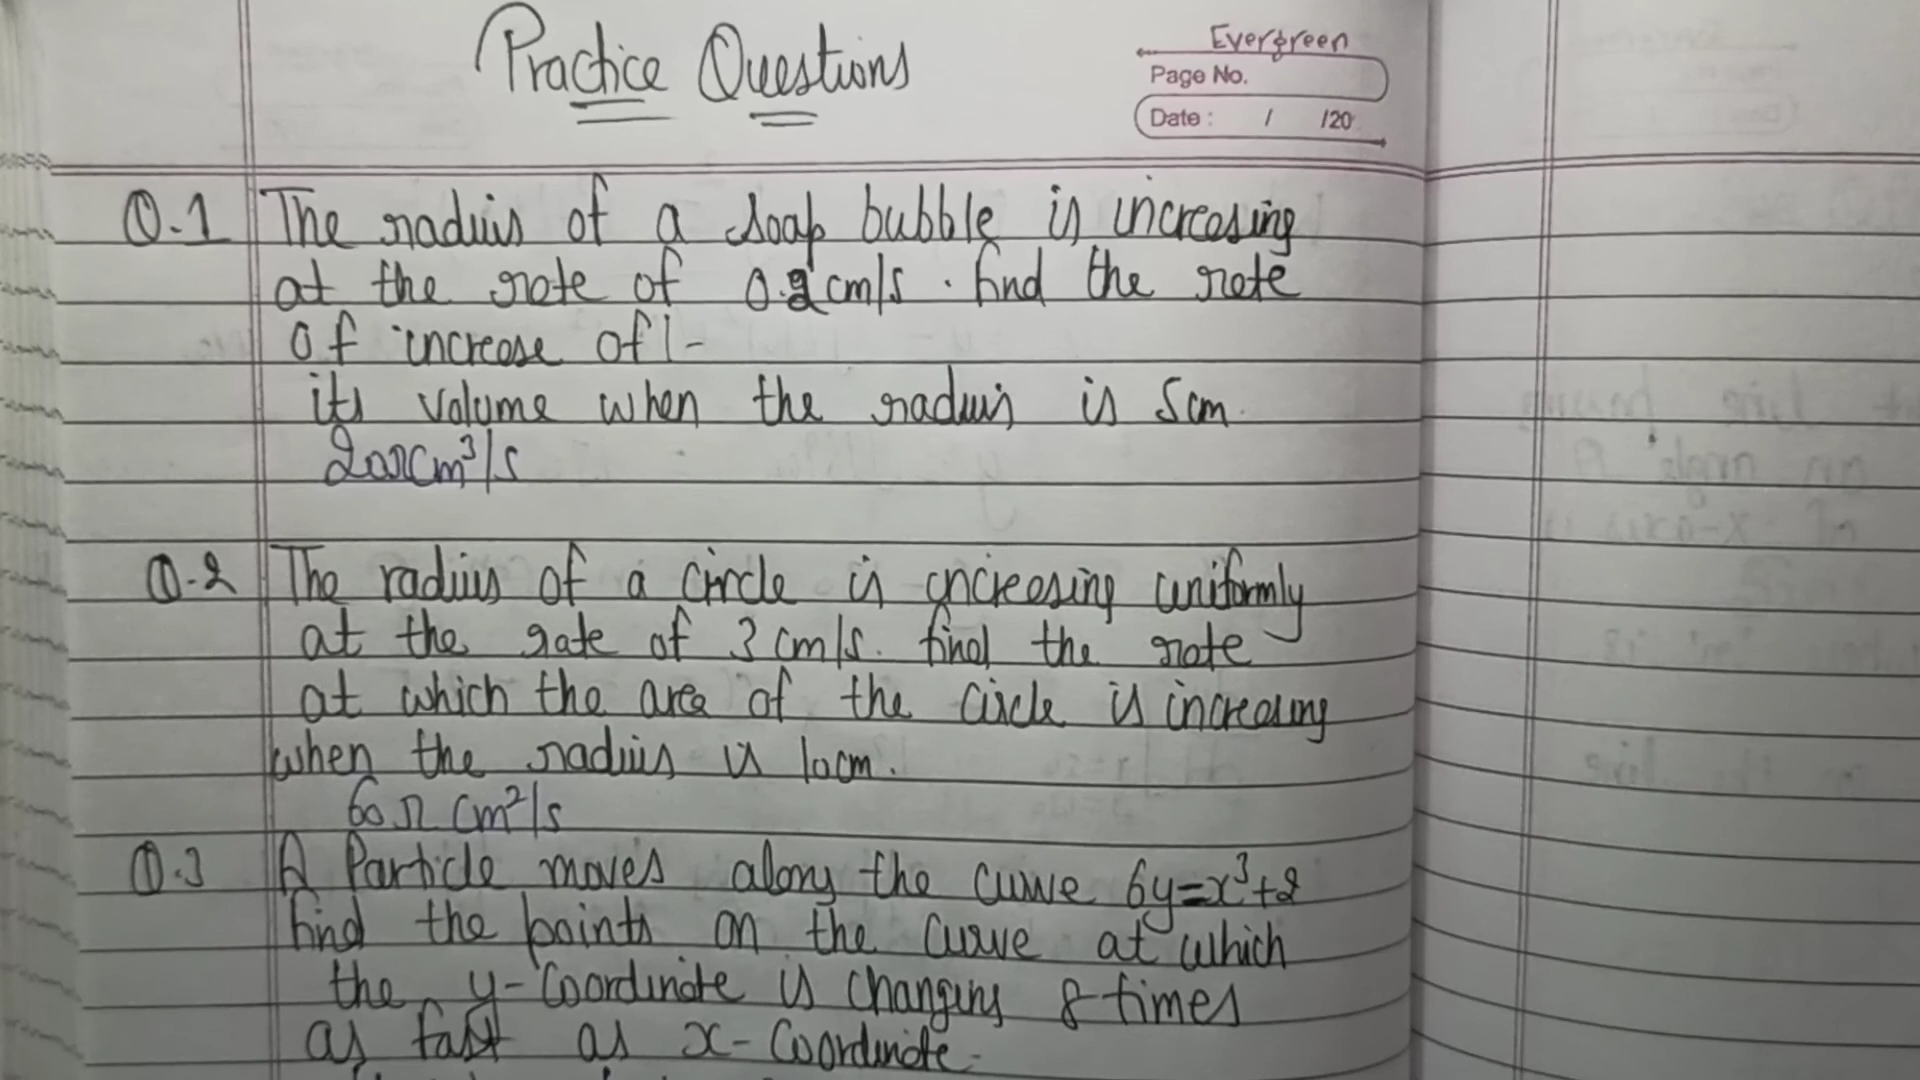 Practice Questions
Evergreen
Page No.
Date : / /20
Q.1 The radius of a soap bubble is increasing
at the rate of 0.2 cm/s. find the rate
of increase of :-
its volume when the radius is 5cm.
20π cm³/s
Q.2 The radius of a circle is increasing uniformly
at the rate of 3 cm/s. find the rate
at which the area of the circle is increasing
when the radius is 10cm.
60π cm²/s
Q.3 A Particle moves along the curve 6y=x³+2
find the points on the curve at which
the y-Coordinate is changing 8 times
as fast as x-Coordinate.